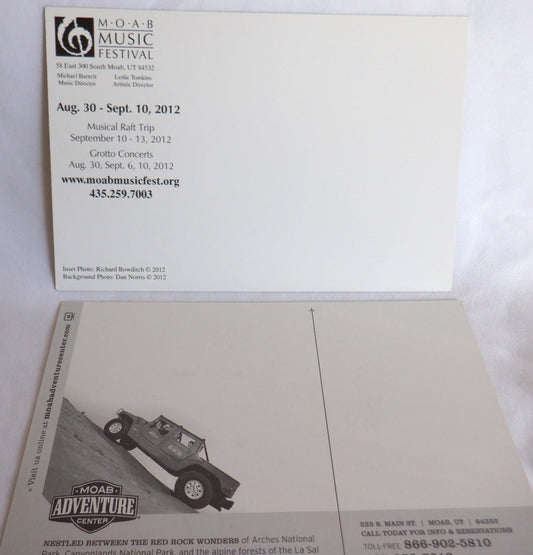 M·O·A·B
MUSIC
FESTIVAL
58 East 300 South Moab, UT 84532
Michael Barrett Leslie Tomkins
Music Director Artistic Director
Aug. 30 - Sept. 10, 2012
Musical Raft Trip
September 10 - 13, 2012
Grotto Concerts
Aug. 30, Sept. 6, 10, 2012
www.moabmusicfest.org
435.259.7003
Inset Photo: Richard Bowditch © 2012
Background Photo: Dan Norris © 2012
• Visit us online at moabadventurecenter.com
MOAB
ADVENTURE
CENTER
NESTLED BETWEEN THE RED ROCK WONDERS of Arches National
Park, Canyonlands National Park, and the alpine forests of the La Sal
225 S. MAIN ST. | MOAB, UT | 84532
CALL TODAY FOR INFO & RESERVATIONS
TOLL-FREE 866-902-5810